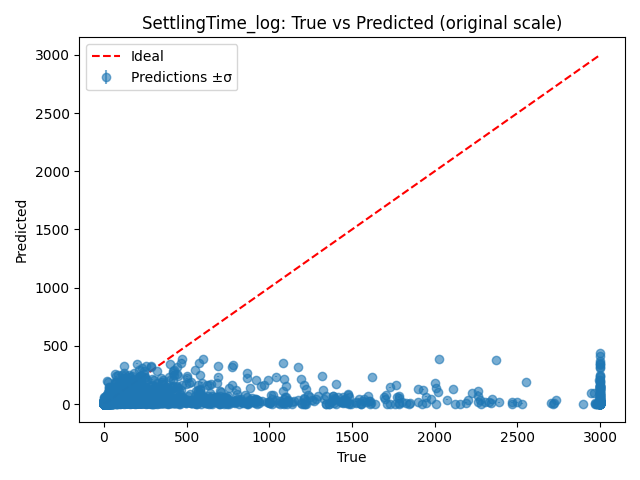 SettlingTime_log: True vs Predicted (original scale)
Ideal
Predictions ±σ
3000
2500
2000
1500
1000
500
0
Predicted
0 500 1000 1500 2000 2500 3000
True